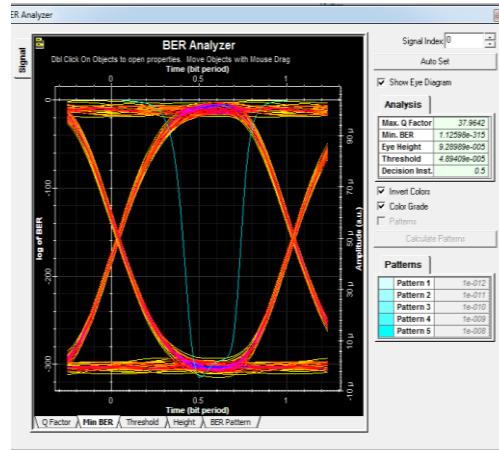 ER Analyzer
Signal
BER Analyzer
Dbl Click On Objects to open properties. Move Objects with Mouse Drag
Time (bit period)
0 0.5 1
0
-100
-200
-300
log of BER
90 µ
70 µ
50 µ
30 µ
10 µ
-10 µ
Amplitude (a.u.)
0 0.5 1
Time (bit period)
Q Factor Min BER Threshold Height BER Pattern
Signal Index 0
Auto Set
Show Eye Diagram
Analysis
Max. Q Factor 37.9642
Min. BER 1.12598e-315
Eye Height 9.28989e-005
Threshold 4.89409e-005
Decision Inst. 0.5
Invert Colors
Color Grade
Patterns
Calculate Patterns
Patterns
Pattern 1 1e-012
Pattern 2 1e-011
Pattern 3 1e-010
Pattern 4 1e-009
Pattern 5 1e-008